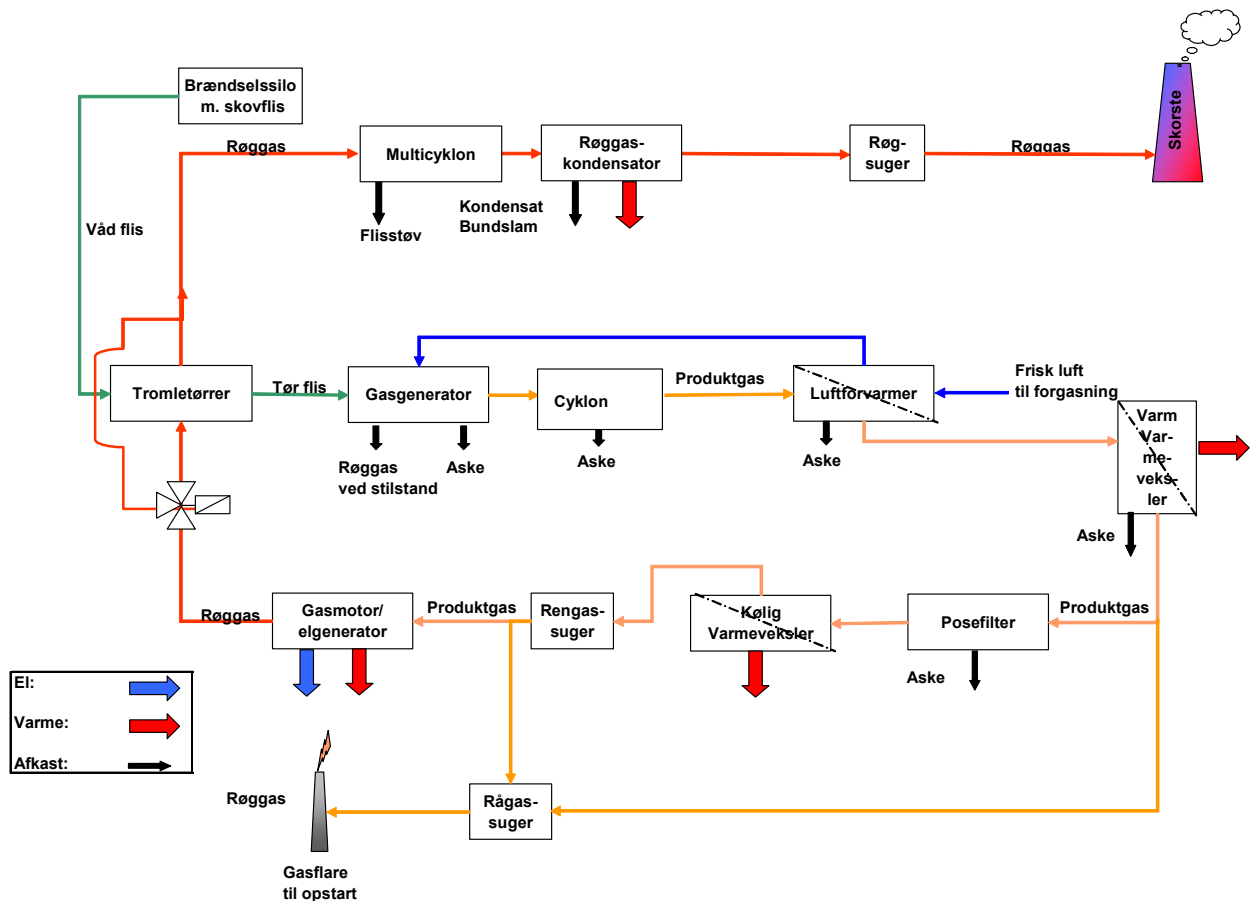 Brændselssilo
m. skovflis
Røggas
Multicyklon
Røggas-
kondensator
Røg-
suger
Røggas
Skorste
Våd flis
Flisstøv
Kondensat
Bundslam
Tromletørrer
Tør flis
Gasgenerator
Cyklon
Produktgas
Luftforvarmer
Frisk luft
til forgasning
Varm
Var-
me-
veks-
ler
Røggas
ved stilstand
Aske
Aske
Aske
Aske
Røggas
Gasmotor/
elgenerator
Produktgas
Rengas-
suger
Kølig
Varmeveksler
Posefilter
Produktgas
Aske
El:
Varme:
Afkast:
Røggas
Rågas-
suger
Gasflare
til opstart